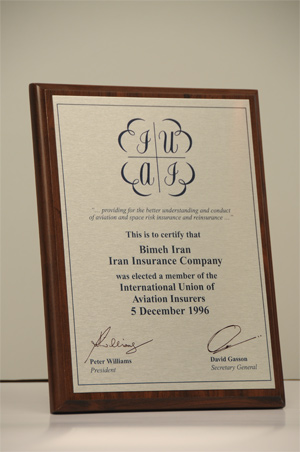 I U
A I
"... providing for the better understanding and conduct
of aviation and space risk insurance and reinsurance ..."
This is to certify that
Bimeh Iran
Iran Insurance Company
was elected a member of the
International Union of
Aviation Insurers
5 December 1996
Peter Williams
President
David Gasson
Secretary General